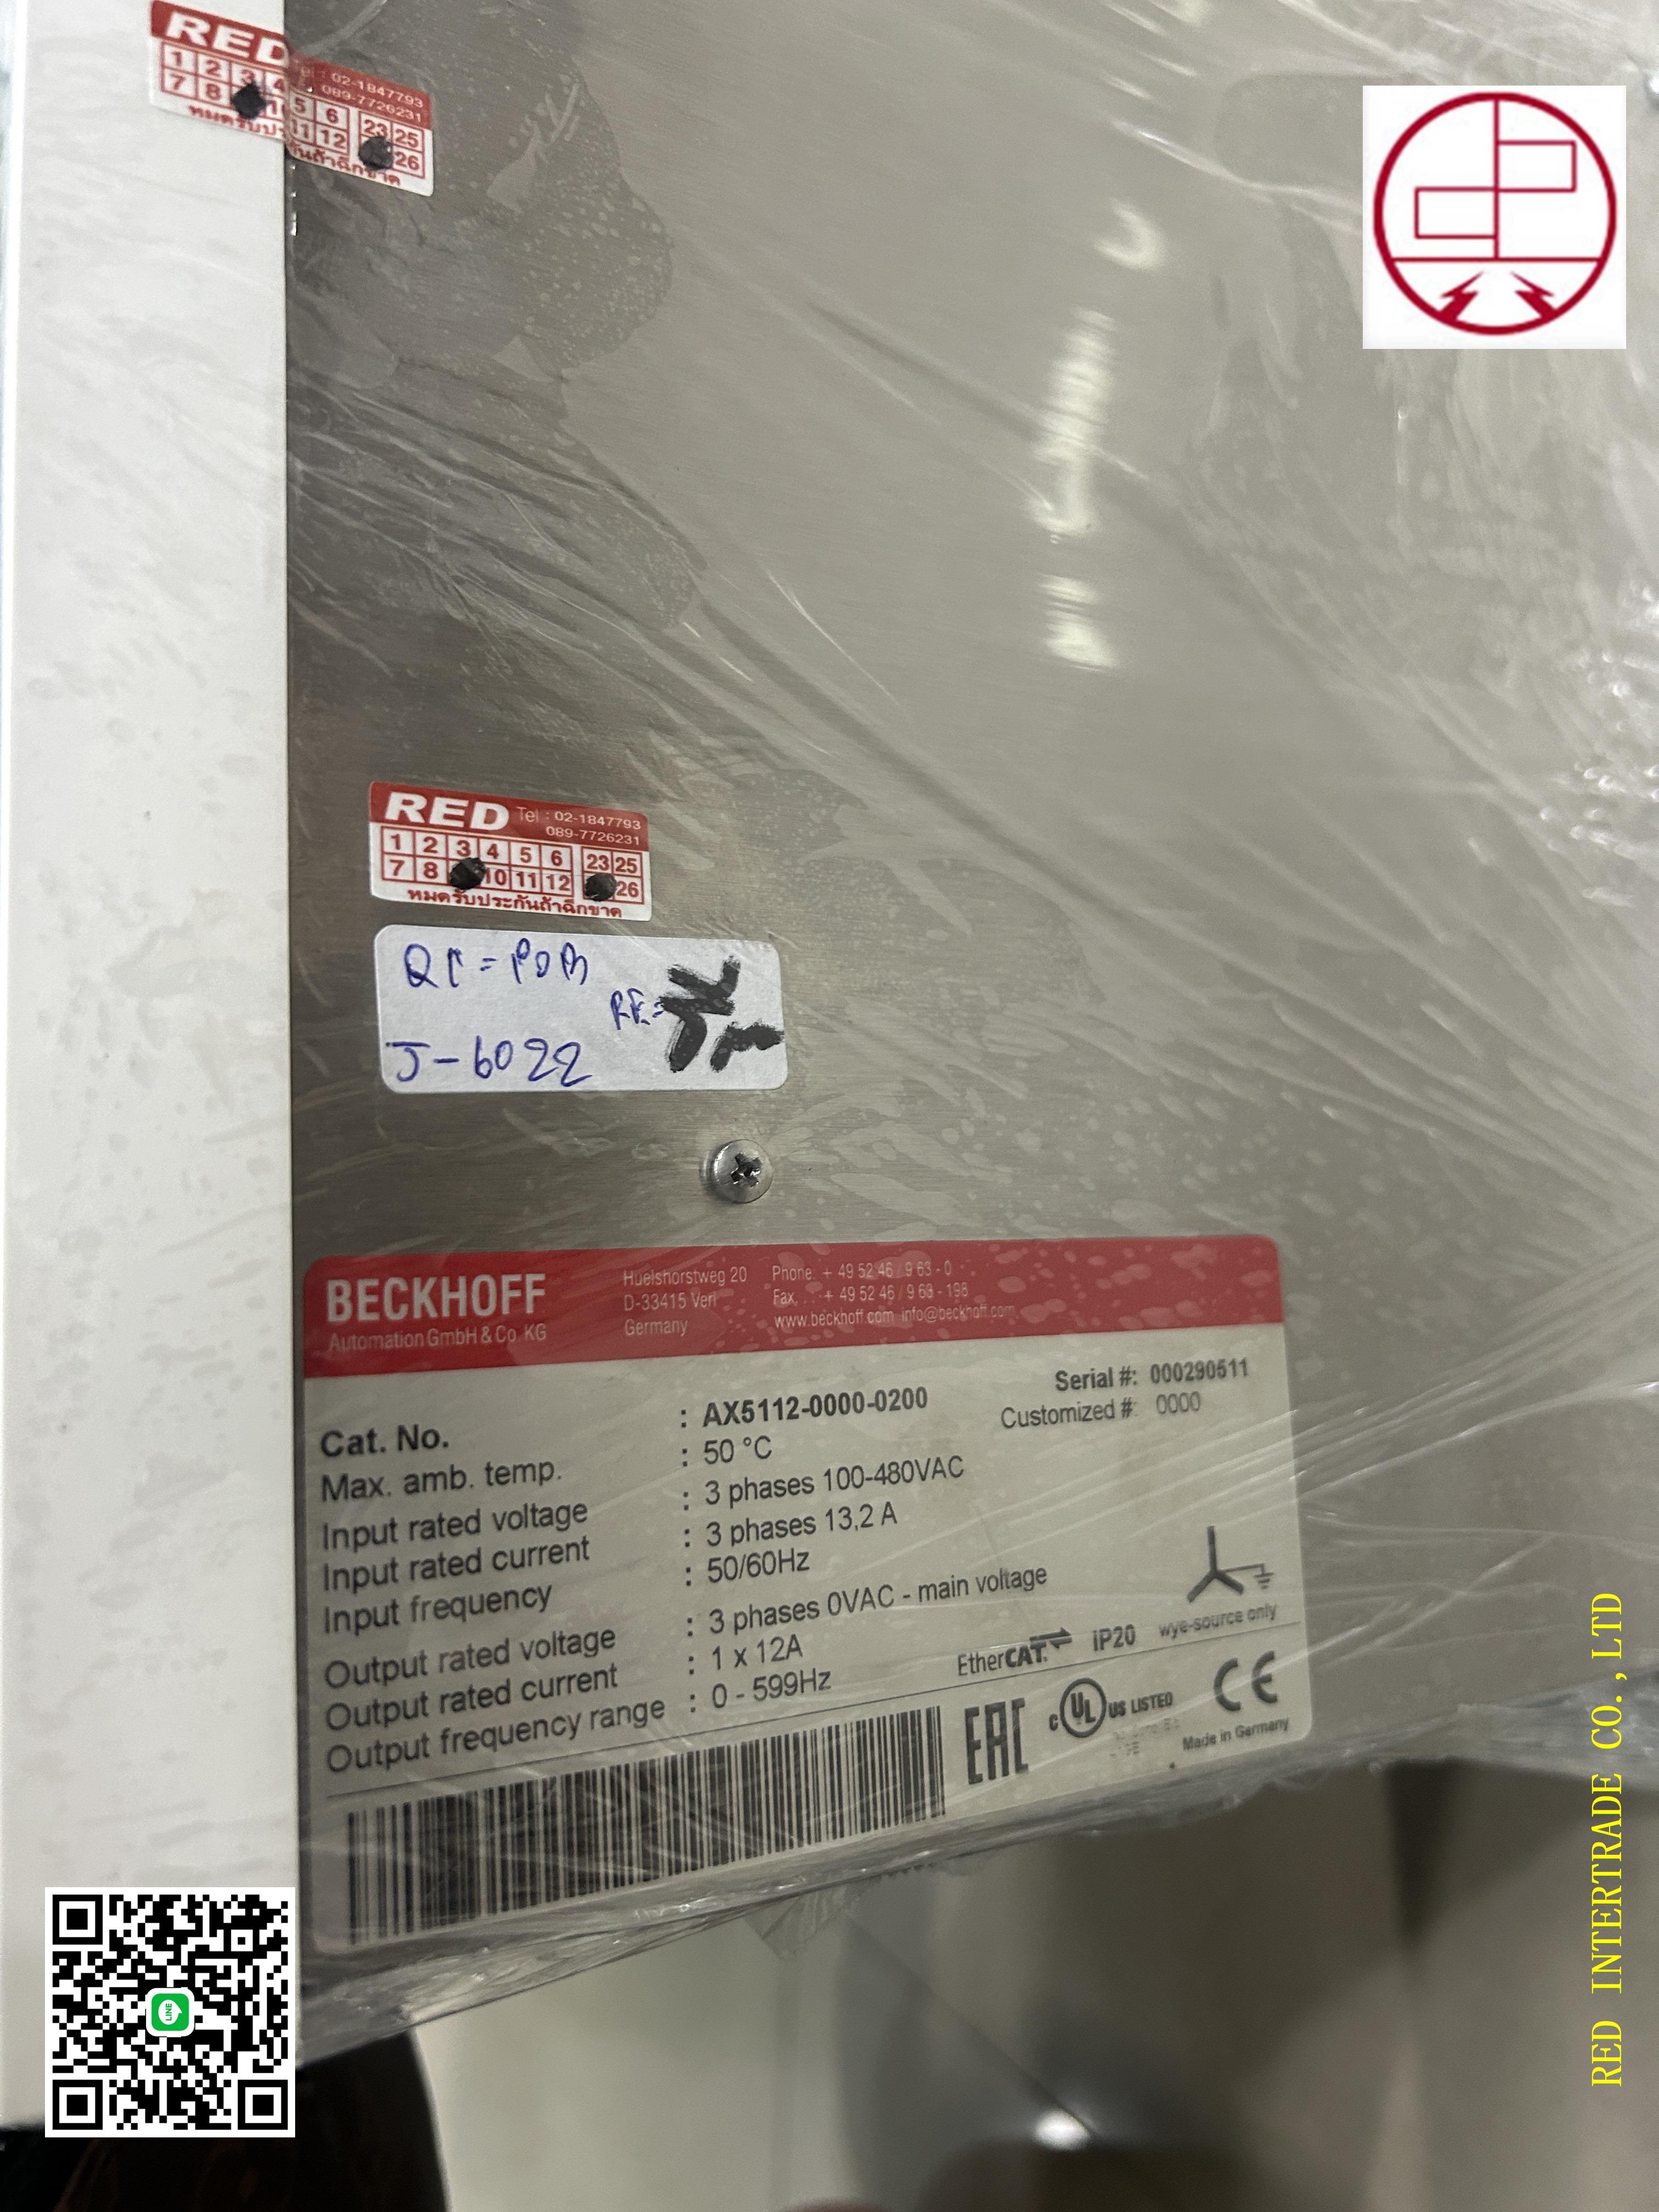 RED Tel : 02-1847793
089-7726231
1 2 3 4 5 6 23 25
7 8 11 12 26
หมดรับประกันถ้าฉีกขาด
RED Tel : 02-1847793
089-7726231
1 2 3 4 5 6 23 25
7 8 10 11 12 26
หมดรับประกันถ้าฉีกขาด
J-6022
BECKHOFF
Automation GmbH & Co. KG
Huelshorstweg 20
D-33415 Verl
Germany
Phone: + 49 52 46 / 9 63 - 0
Fax. : + 49 52 46 / 9 63 - 198
www.beckhoff.com info@beckhoff.com
Serial #: 000290511
Customized #: 0000
Cat. No. : AX5112-0000-0200
Max. amb. temp. : 50 °C
Input rated voltage : 3 phases 100-480VAC
Input rated current : 3 phases 13,2 A
Input frequency : 50/60Hz
Output rated voltage : 3 phases 0VAC - main voltage
Output rated current : 1 x 12A
Output frequency range : 0 - 599Hz
EtherCAT IP20 wye-source only
EAC c UL US LISTED CE
Made in Germany
LINE
RED INTERTRADE CO.,LTD